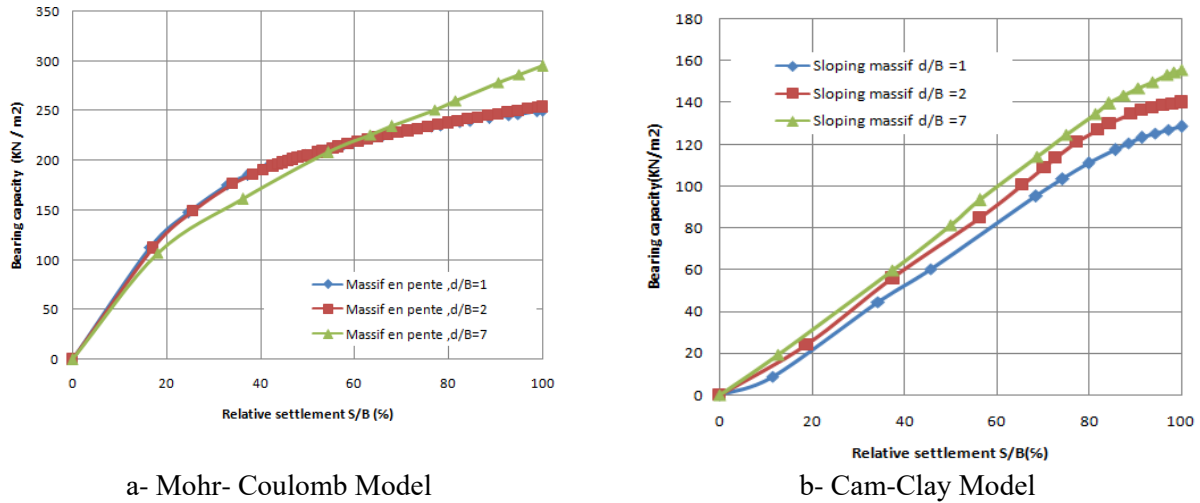 350
300
250
200
150
100
50
0
Bearing capacity (KN / m2)
0 20 40 60 80 100
Relative settlement S/B (%)
Massif en pente ,d/B=1
Massif en pente ,d/B=2
Massif en pente ,d/B=7
a- Mohr- Coulomb Model
180
160
140
120
100
80
60
40
20
0
Bearing capacity(KN/m2)
0 20 40 60 80 100
Relative settlement S/B(%)
Sloping massif d/B =1
Sloping massif d/B =2
Sloping massif d/B =7
b- Cam-Clay Model